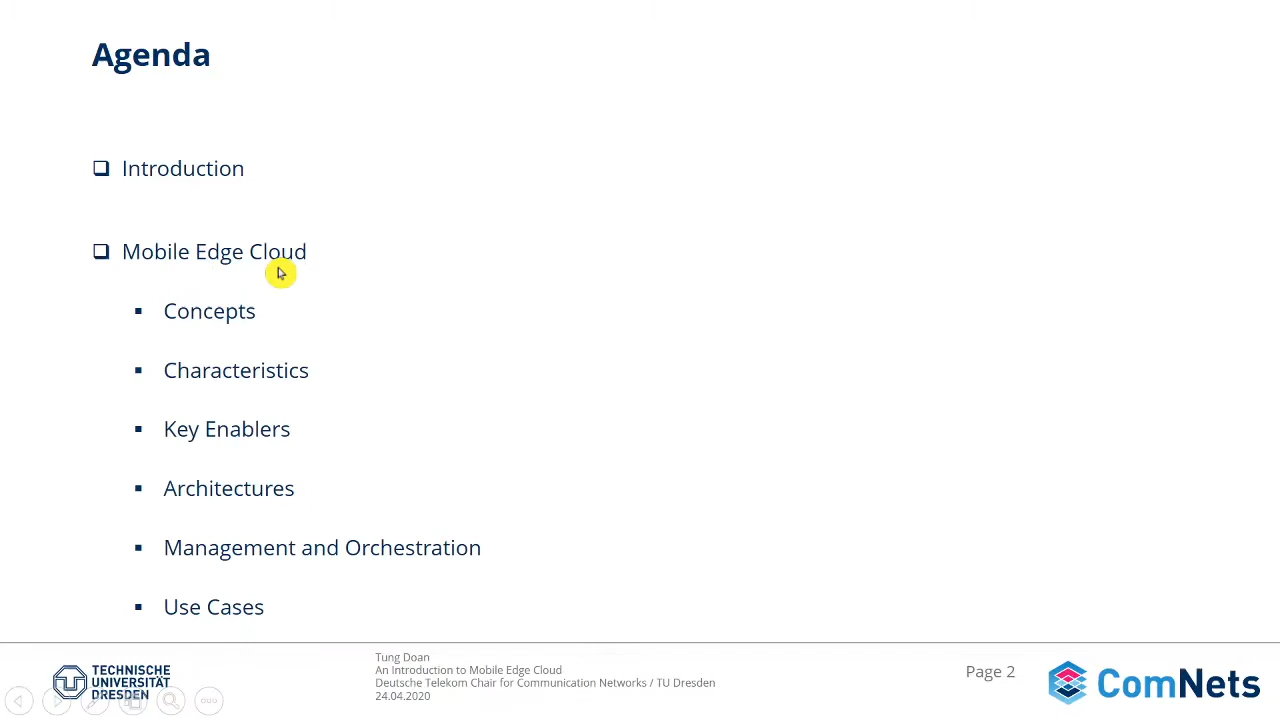 Agenda
Introduction
Mobile Edge Cloud
Concepts
Characteristics
Key Enablers
Architectures
Management and Orchestration
Use Cases
TECHNISCHE
UNIVERSITÄT
DRESDEN
Tung Doan
An Introduction to Mobile Edge Cloud
Deutsche Telekom Chair for Communication Networks / TU Dresden
24.04.2020
Page 2
ComNets